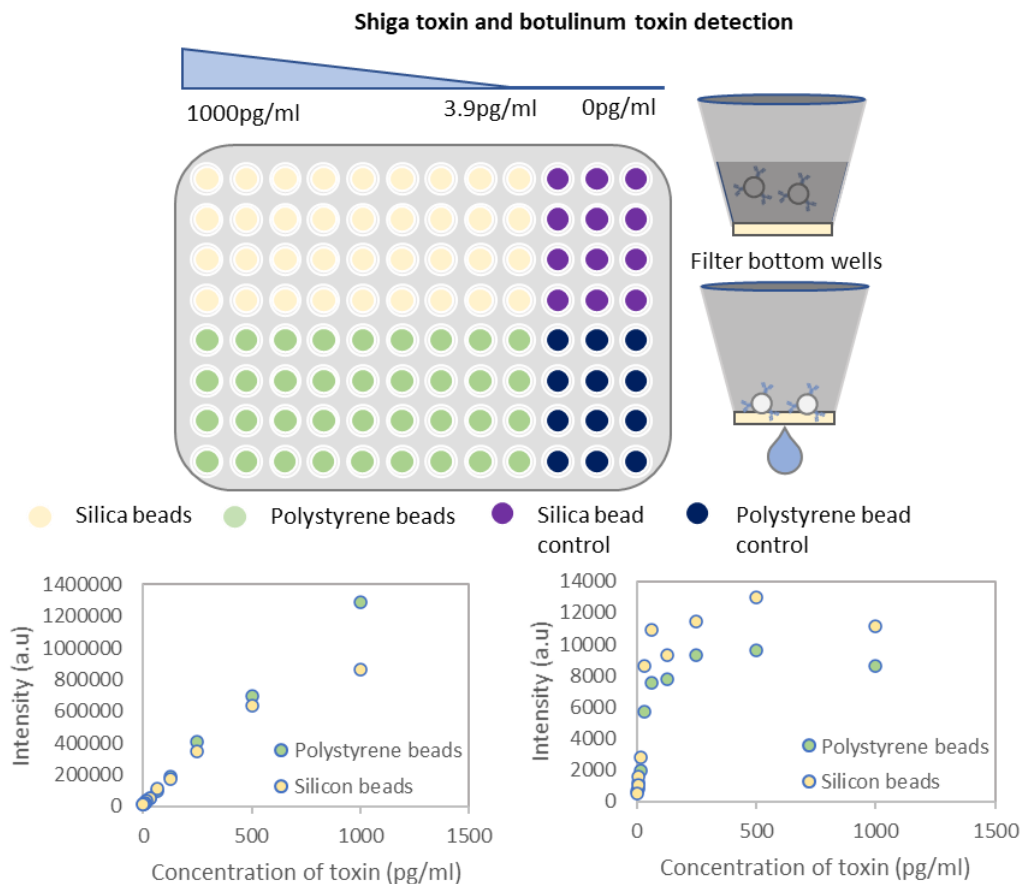 Shiga toxin and botulinum toxin detection
1000pg/ml
3.9pg/ml
0pg/ml
Filter bottom wells
Silica beads
Polystyrene beads
Silica bead
control
Polystyrene bead
control
1400000
1200000
1000000
800000
600000
400000
200000
0
Intensity (a.u)
Polystyrene beads
Silicon beads
0
500
1000
1500
Concentration of toxin (pg/ml)
14000
12000
10000
8000
6000
4000
2000
0
Intensity (a.u)
Polystyrene beads
Silicon beads
0
500
1000
1500
Concentration of toxin (pg/ml)